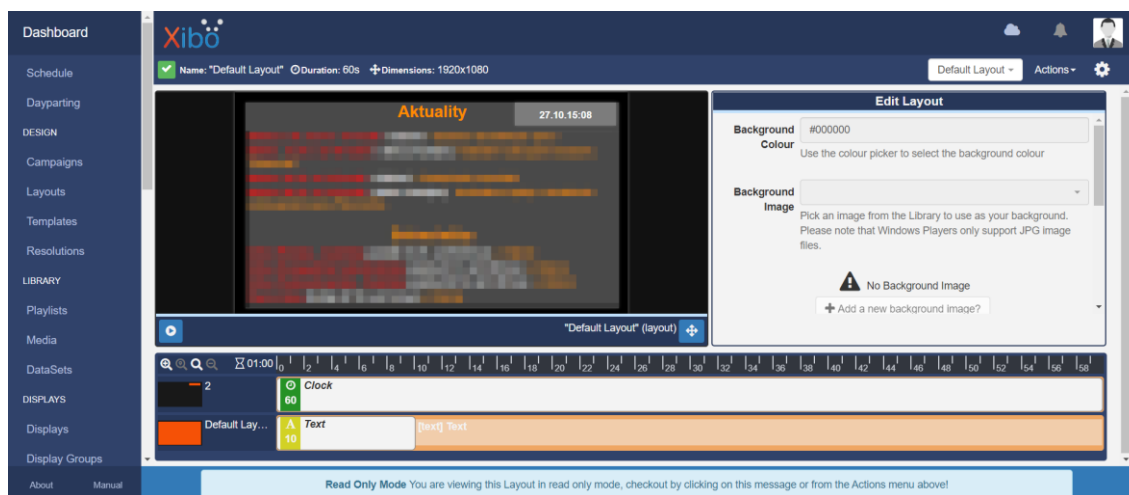 Dashboard
Schedule
Dayparting
DESIGN
Campaigns
Layouts
Templates
Resolutions
LIBRARY
Playlists
Media
DataSets
DISPLAYS
Displays
Display Groups
About Manual
Xibo
Name: "Default Layout" Duration: 60s Dimensions: 1920x1080
Default Layout Actions
Aktuality
27.10.15:08
"Default Layout" (layout)
Edit Layout
Background Colour
#000000
Use the colour picker to select the background colour
Background Image
Pick an image from the Library to use as your background.
Please note that Windows Players only support JPG image
files.
No Background Image
Add a new background image?
01:00 0 2 4 6 8 10 12 14 16 18 20 22 24 26 28 30 32 34 36 38 40 42 44 46 48 50 52 54 56 58
2 Clock
60
Default Lay... A Text [text] Text
10
Read Only Mode You are viewing this Layout in read only mode, checkout by clicking on this message or from the Actions menu above!